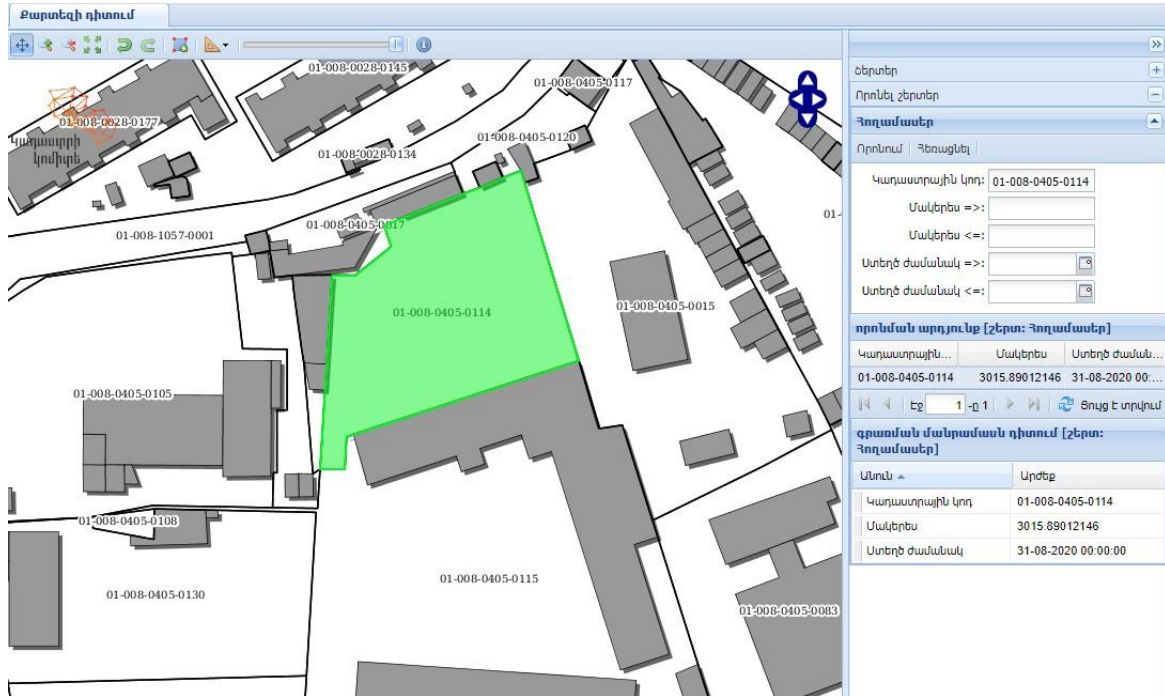 Քարտեզի դիտում
01-008-0028-0145
01-008-0405-0117
01-008-0028-0177
Կադաստրի
կոմիտե
01-008-0405-0120
01-008-0028-0134
01-008-0405-0017
01-008-1057-0001
01-
01-008-0405-0114
01-008-0405-0015
01-008-0405-0105
01-008-0405-0108
01-008-0405-0115
01-008-0405-0130
01-008-0405-0083
Շերտեր
Որոնել շերտեր
Հողամասեր
Որոնում Հեռացնել
Կադաստրային կոդ: 01-008-0405-0114
Մակերես =>:
Մակերես <=:
Ստեղծ ժամանակ =>:
Ստեղծ ժամանակ <=:
որոնման արդյունք [շերտ: Հողամասեր]
Կադաստրային... Մակերես Ստեղծ ժաման...
01-008-0405-0114 3015.89012146 31-08-2020 00:...
Էջ 1 -ը 1 Ցույց է տրվում
գրառման մանրամասն դիտում [շերտ:
Հողամասեր]
Անուն Արժեք
Կադաստրային կոդ 01-008-0405-0114
Մակերես 3015.89012146
Ստեղծ ժամանակ 31-08-2020 00:00:00